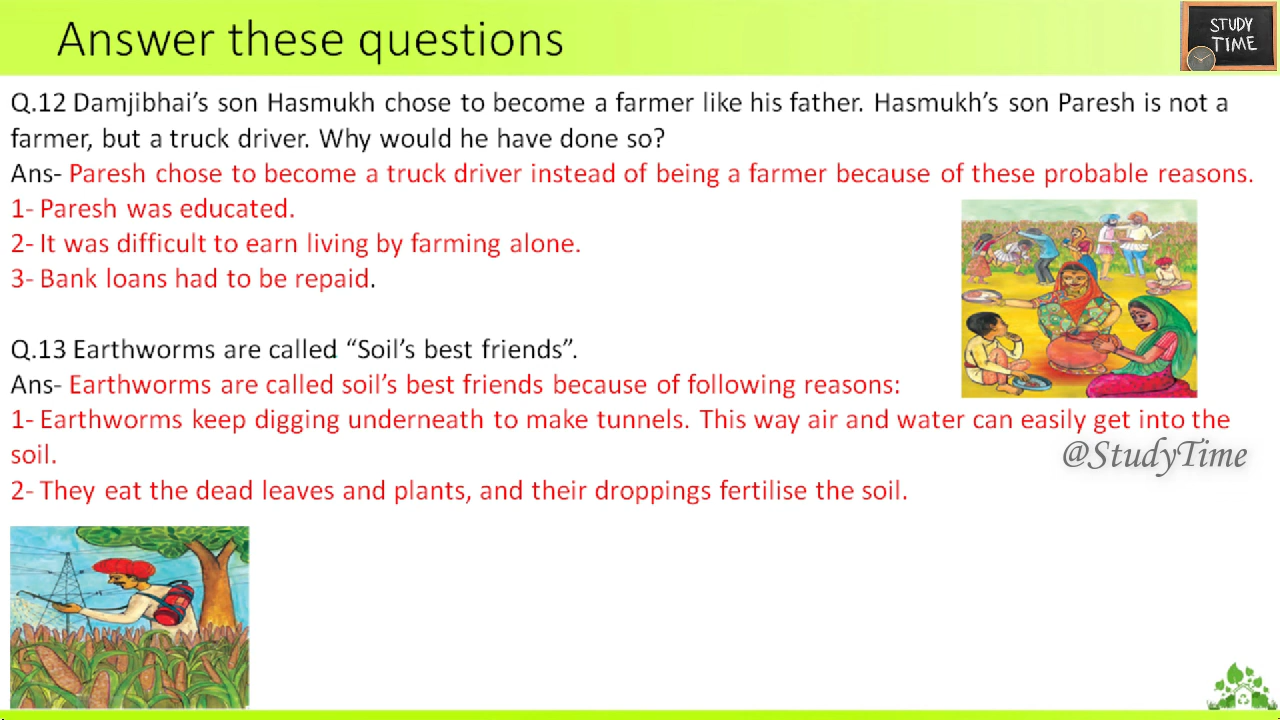 Answer these questions
STUDY
TIME
Q.12 Damjibhai’s son Hasmukh chose to become a farmer like his father. Hasmukh’s son Paresh is not a
farmer, but a truck driver. Why would he have done so?
Ans- Paresh chose to become a truck driver instead of being a farmer because of these probable reasons.
1- Paresh was educated.
2- It was difficult to earn living by farming alone.
3- Bank loans had to be repaid.
Q.13 Earthworms are called “Soil’s best friends”.
Ans- Earthworms are called soil’s best friends because of following reasons:
1- Earthworms keep digging underneath to make tunnels. This way air and water can easily get into the
soil.
@StudyTime
2- They eat the dead leaves and plants, and their droppings fertilise the soil.